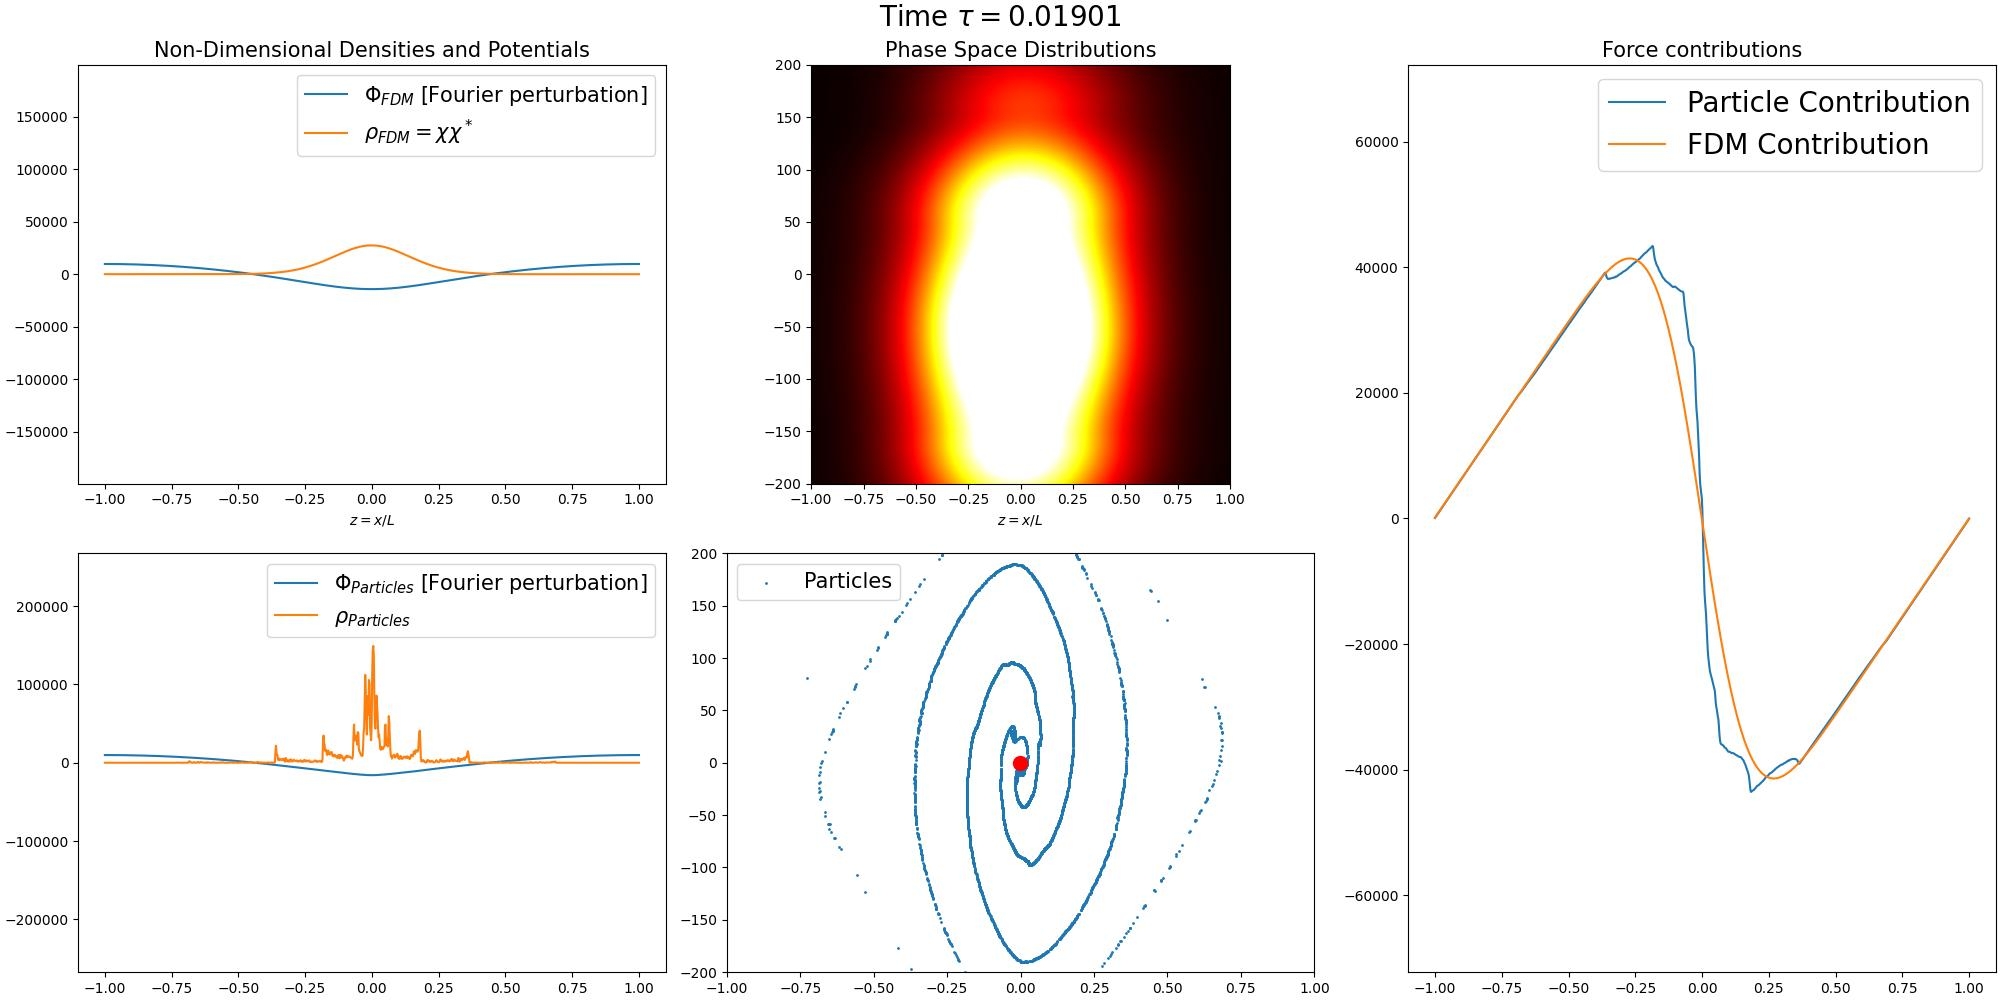 Time τ = 0.01901
Non-Dimensional Densities and Potentials
Φ_FDM [Fourier perturbation]
ρ_FDM = χχ*
150000
100000
50000
0
−50000
−100000
−150000
−1.00 −0.75 −0.50 −0.25 0.00 0.25 0.50 0.75 1.00
z = x/L
Phase Space Distributions
200
150
100
50
0
−50
−100
−150
−200
−1.00 −0.75 −0.50 −0.25 0.00 0.25 0.50 0.75 1.00
z = x/L
Force contributions
Particle Contribution
FDM Contribution
60000
40000
20000
0
−20000
−40000
−60000
−1.00 −0.75 −0.50 −0.25 0.00 0.25 0.50 0.75 1.00
Φ_Particles [Fourier perturbation]
ρ_Particles
200000
100000
0
−100000
−200000
−1.00 −0.75 −0.50 −0.25 0.00 0.25 0.50 0.75 1.00
Particles
200
150
100
50
0
−50
−100
−150
−200
−1.00 −0.75 −0.50 −0.25 0.00 0.25 0.50 0.75 1.00